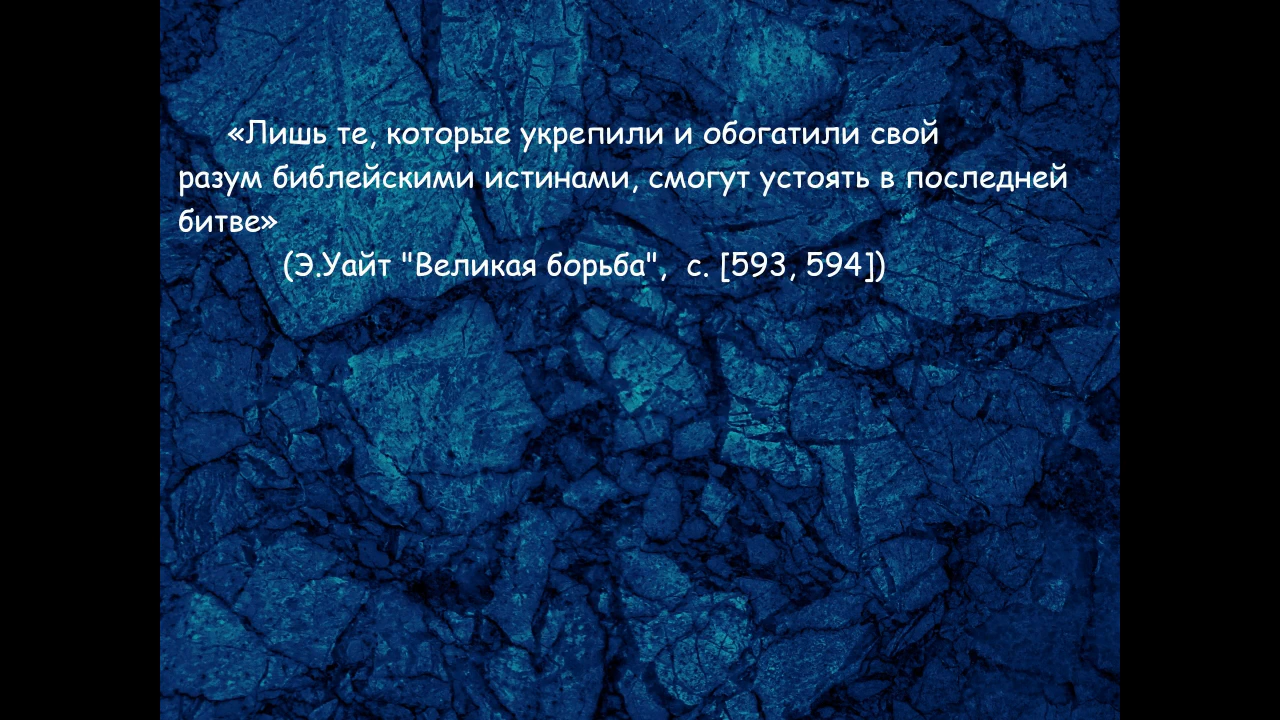 «Лишь те, которые укрепили и обогатили свой
разум библейскими истинами, смогут устоять в последней
битве»
(Э.Уайт "Великая борьба",  с. [593, 594])